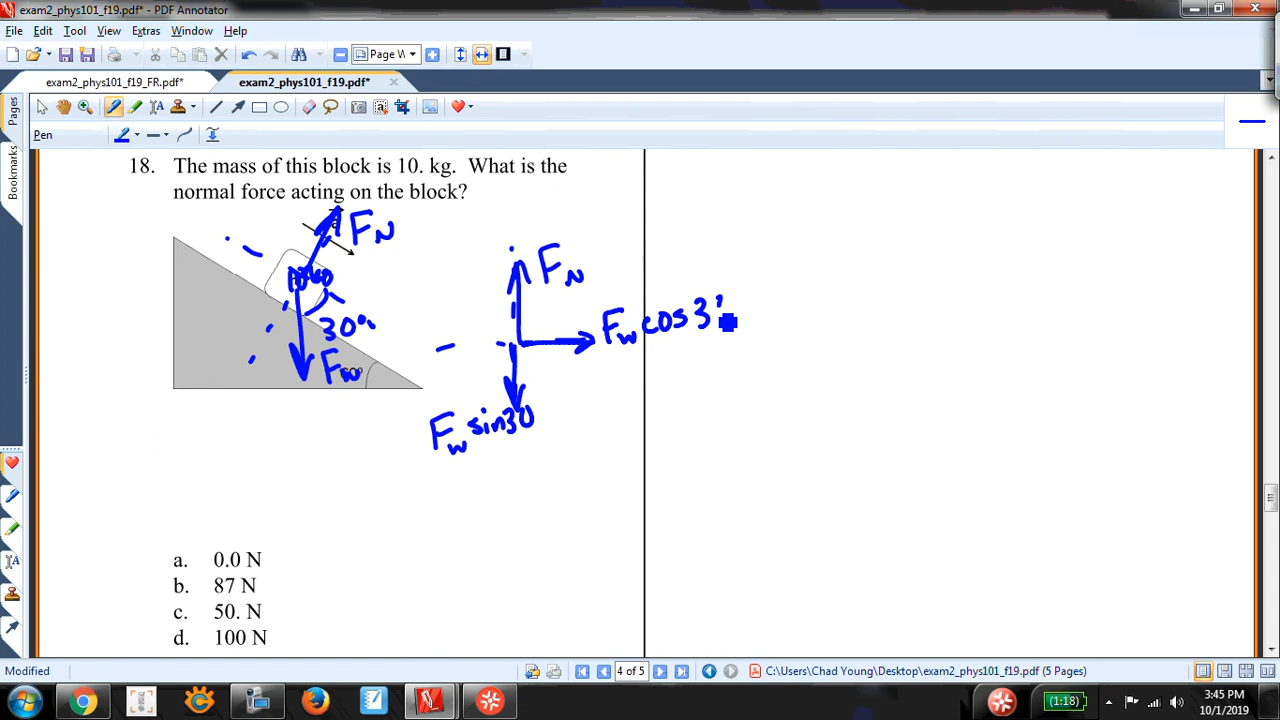 exam2_phys101_f19.pdf* - PDF Annotator
File Edit Tool View Extras Window Help
Page W
exam2_phys101_f19_FR.pdf* exam2_phys101_f19.pdf*
Pen
Pages
Bookmarks
18. The mass of this block is 10. kg. What is the
normal force acting on the block?
FN
FN
30°
Fw
Fw cos 3
Fw sin30
a. 0.0 N
b. 87 N
c. 50. N
d. 100 N
Modified
4 of 5
C:\Users\Chad Young\Desktop\exam2_phys101_f19.pdf (5 Pages)
(1:18)
3:45 PM
10/1/2019